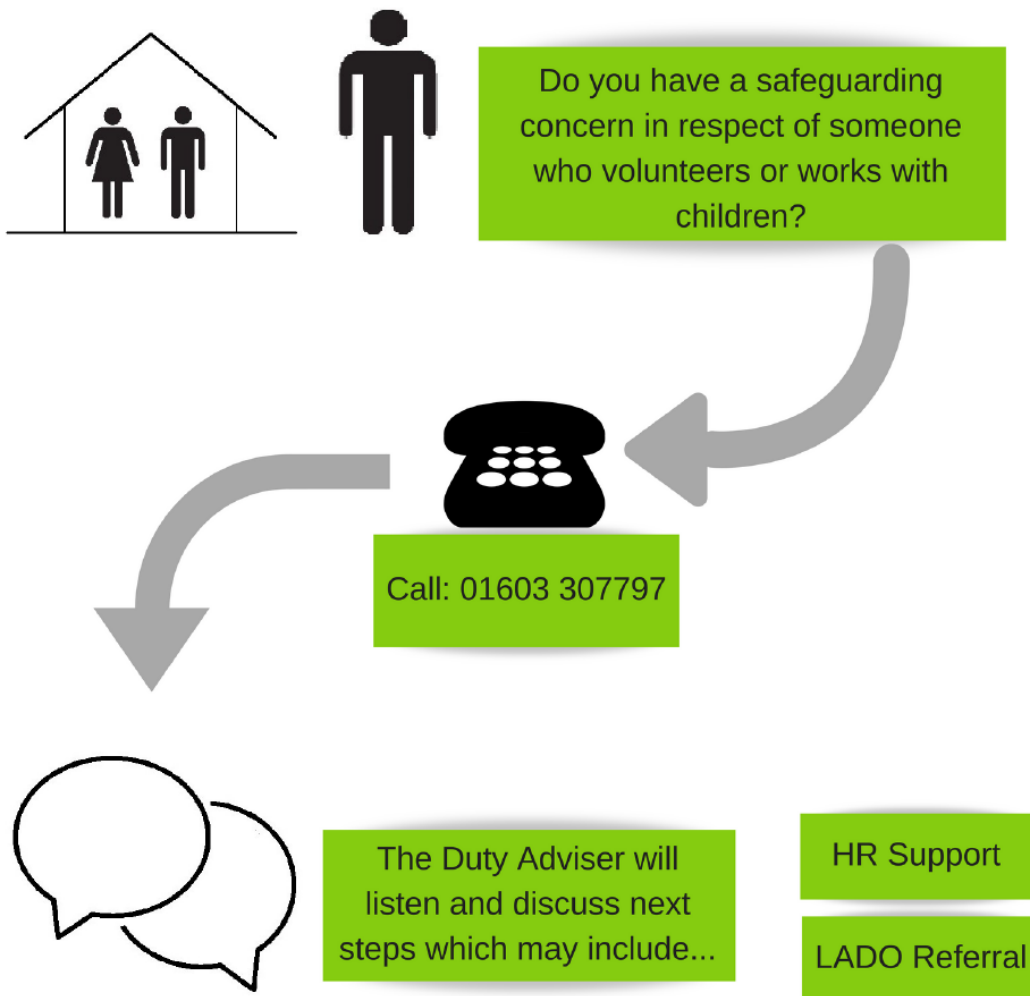 Do you have a safeguarding
concern in respect of someone
who volunteers or works with
children?
Call: 01603 307797
The Duty Adviser will
listen and discuss next
steps which may include...
HR Support
LADO Referral